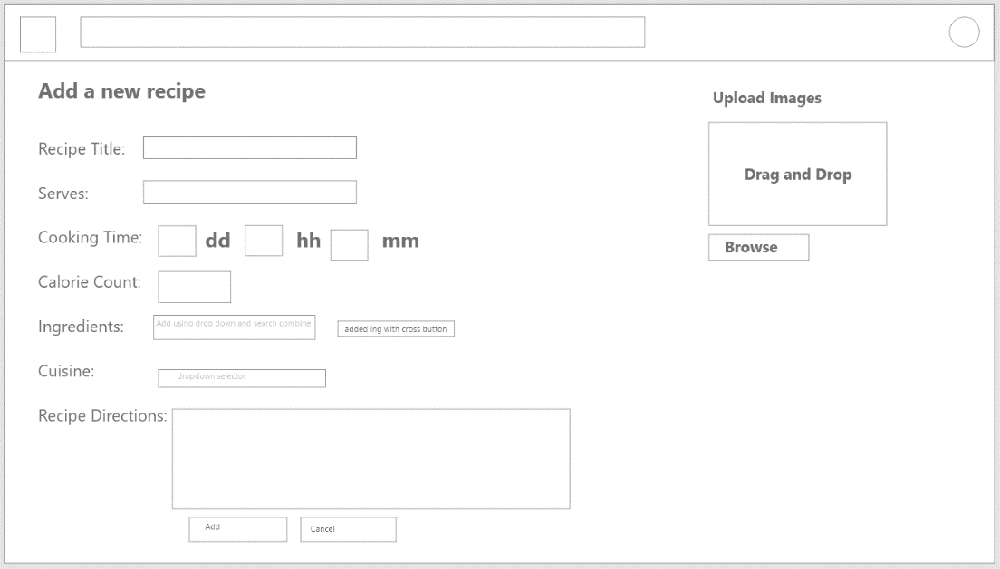 Add a new recipe
Upload Images
Recipe Title:
Drag and Drop
Serves:
Cooking Time: dd hh mm
Browse
Calorie Count:
Ingredients: Add using drop down and search combine added ing with cross button
Cuisine: dropdown selector
Recipe Directions:
Add Cancel